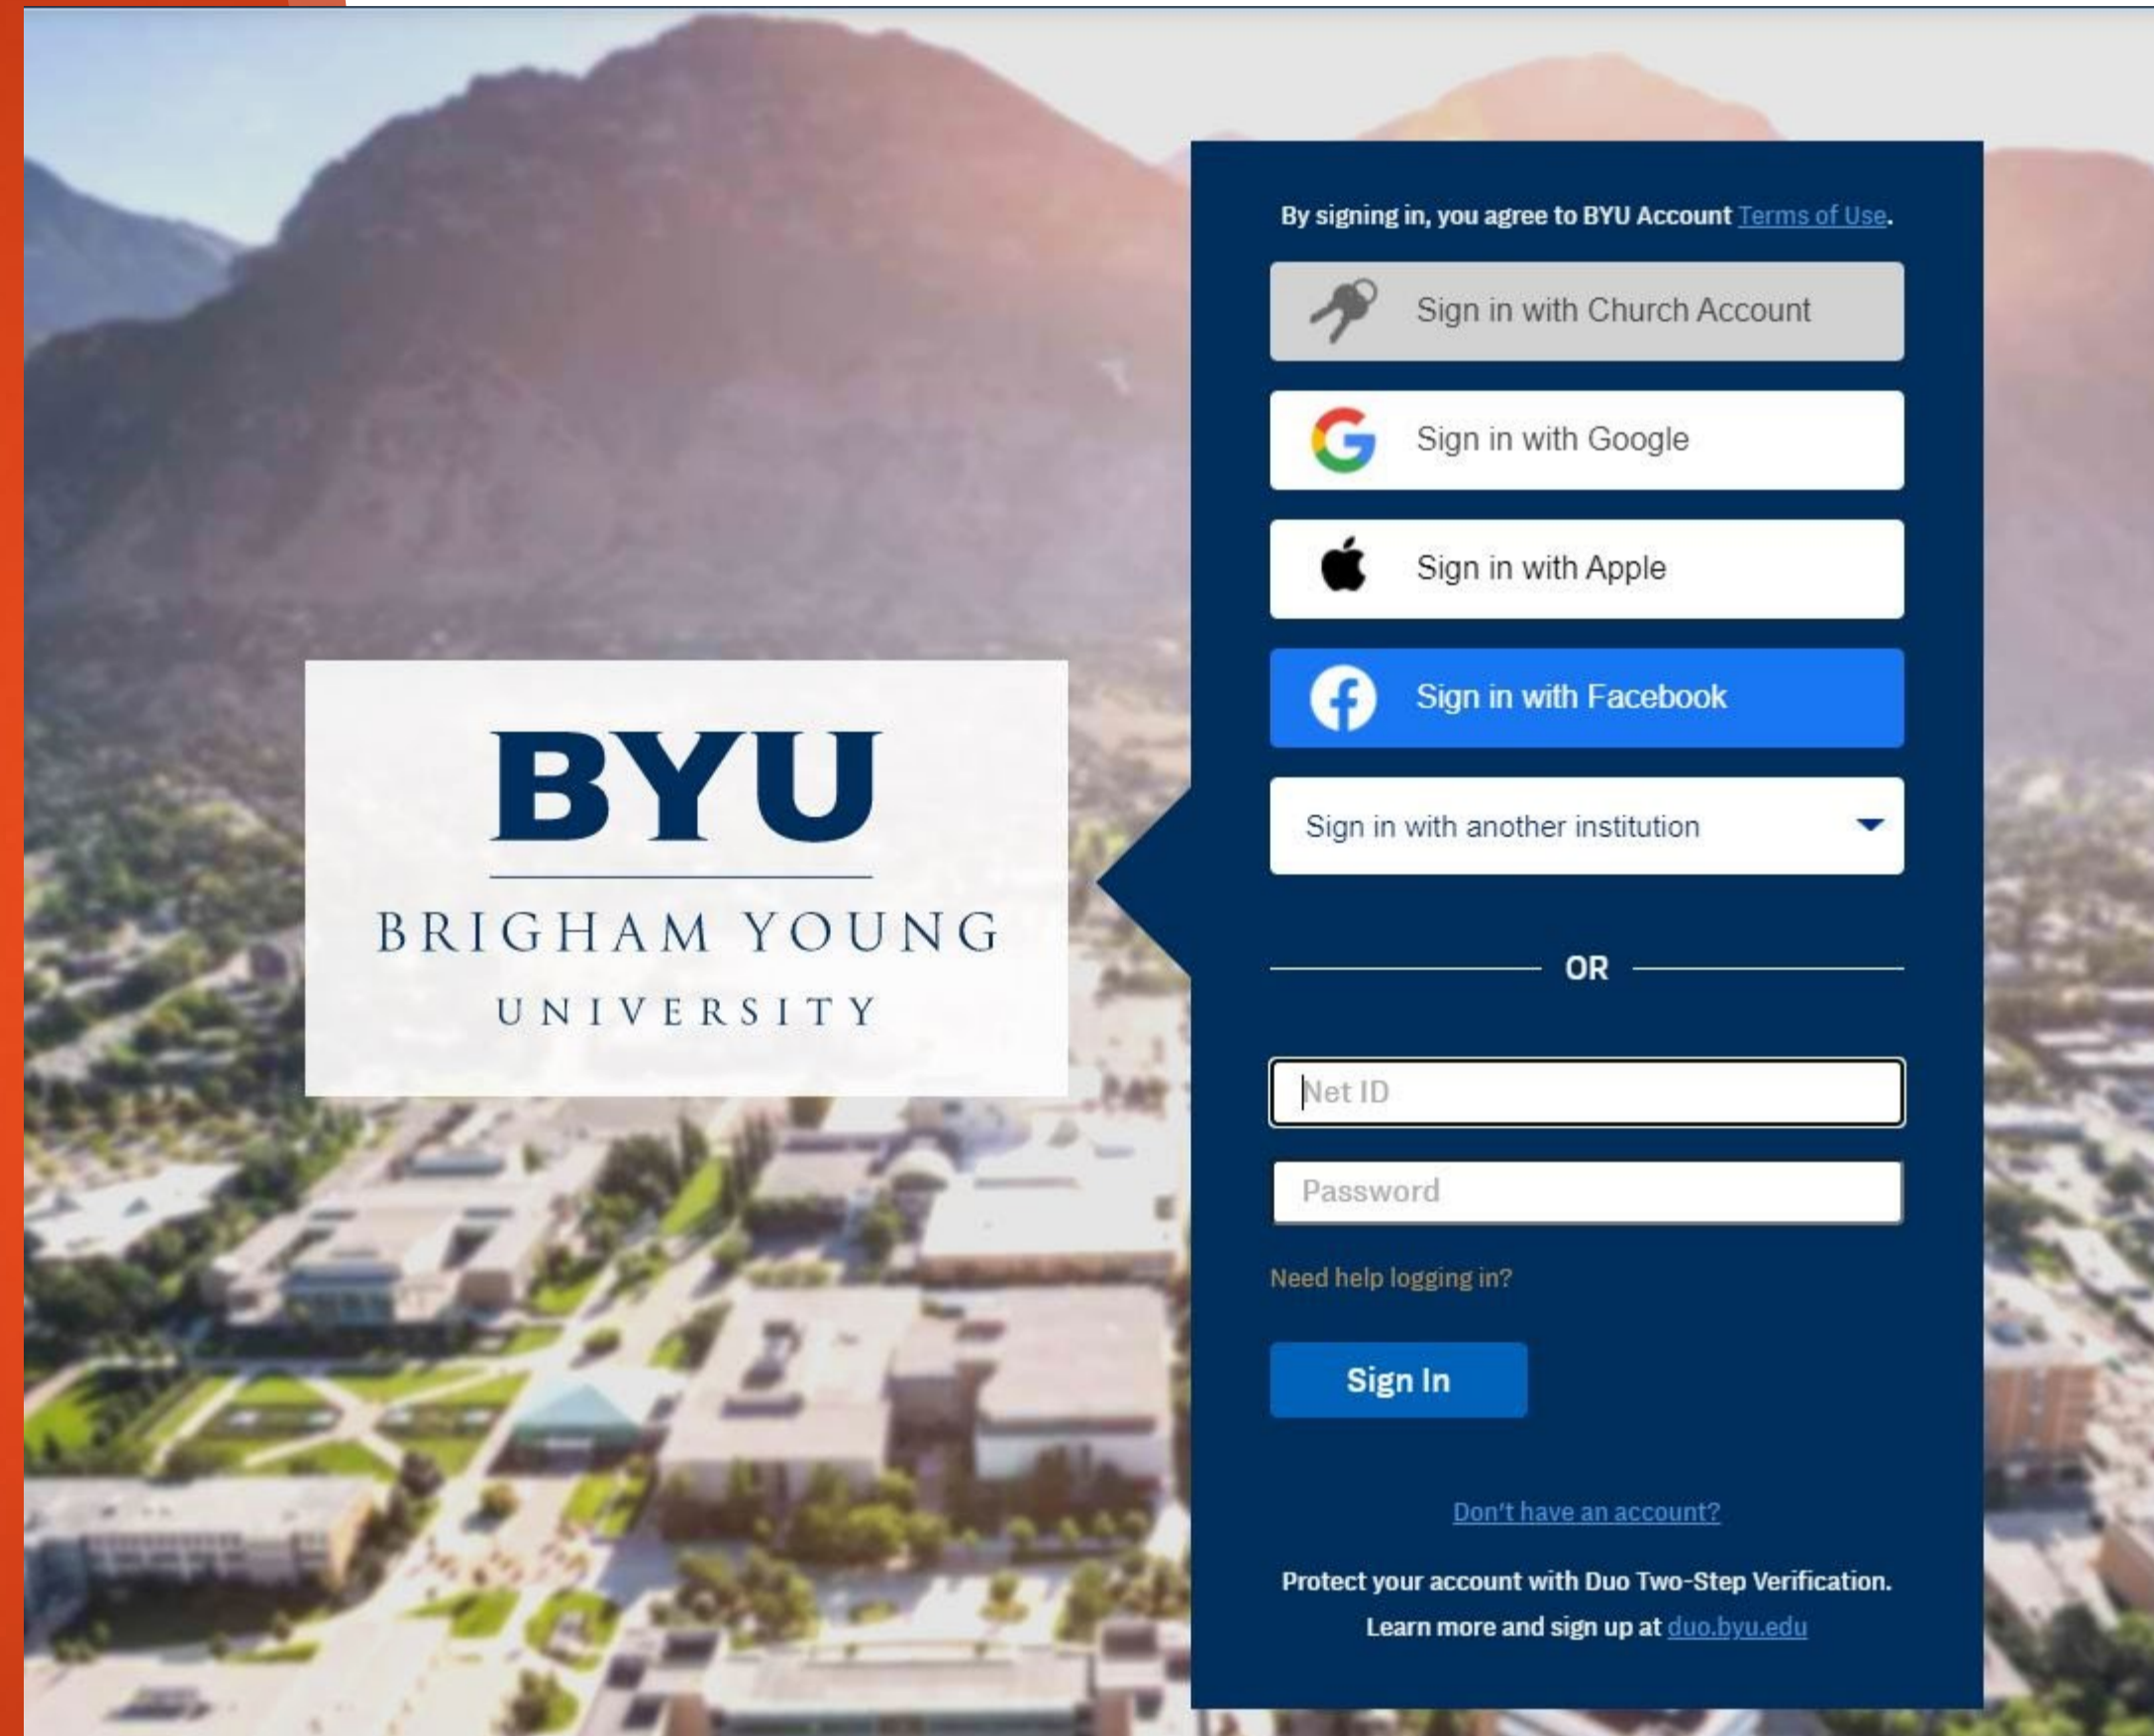 BYU
BRIGHAM YOUNG
UNIVERSITY
By signing in, you agree to BYU Account Terms of Use.
Sign in with Church Account
Sign in with Google
Sign in with Apple
Sign in with Facebook
Sign in with another institution
OR
Net ID
Password
Need help logging in?
Sign In
Don't have an account?
Protect your account with Duo Two-Step Verification.
Learn more and sign up at duo.byu.edu